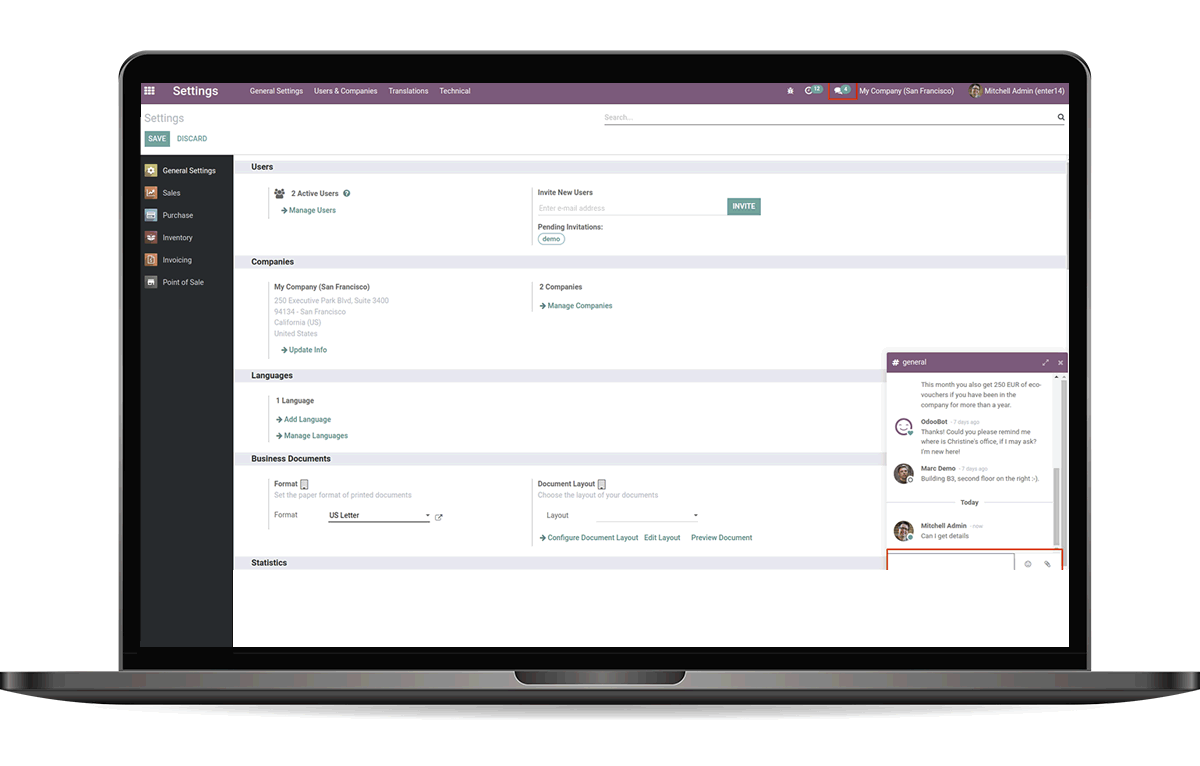 Settings
General Settings Users & Companies Translations Technical
12 4 My Company (San Francisco) Mitchell Admin (enter14)
Settings
Search...
SAVE DISCARD
General Settings
Sales
Purchase
Inventory
Invoicing
Point of Sale
Users
2 Active Users ?
Manage Users
Invite New Users
Enter e-mail address INVITE
Pending Invitations:
demo
Companies
My Company (San Francisco)
250 Executive Park Blvd, Suite 3400
94134 - San Francisco
California (US)
United States
Update Info
2 Companies
Manage Companies
Languages
1 Language
Add Language
Manage Languages
Business Documents
Format
Set the paper format of printed documents
Format US Letter
Document Layout
Choose the layout of your documents
Layout
Configure Document Layout Edit Layout Preview Document
Statistics
# general
This month you also get 250 EUR of eco-
vouchers if you have been in the
company for more than a year.
OdooBot - 7 days ago
Thanks! Could you please remind me
where is Christine's office, if I may ask?
I'm new here!
Marc Demo - 7 days ago
Building B3, second floor on the right :-).
Today
Mitchell Admin - now
Can I get details